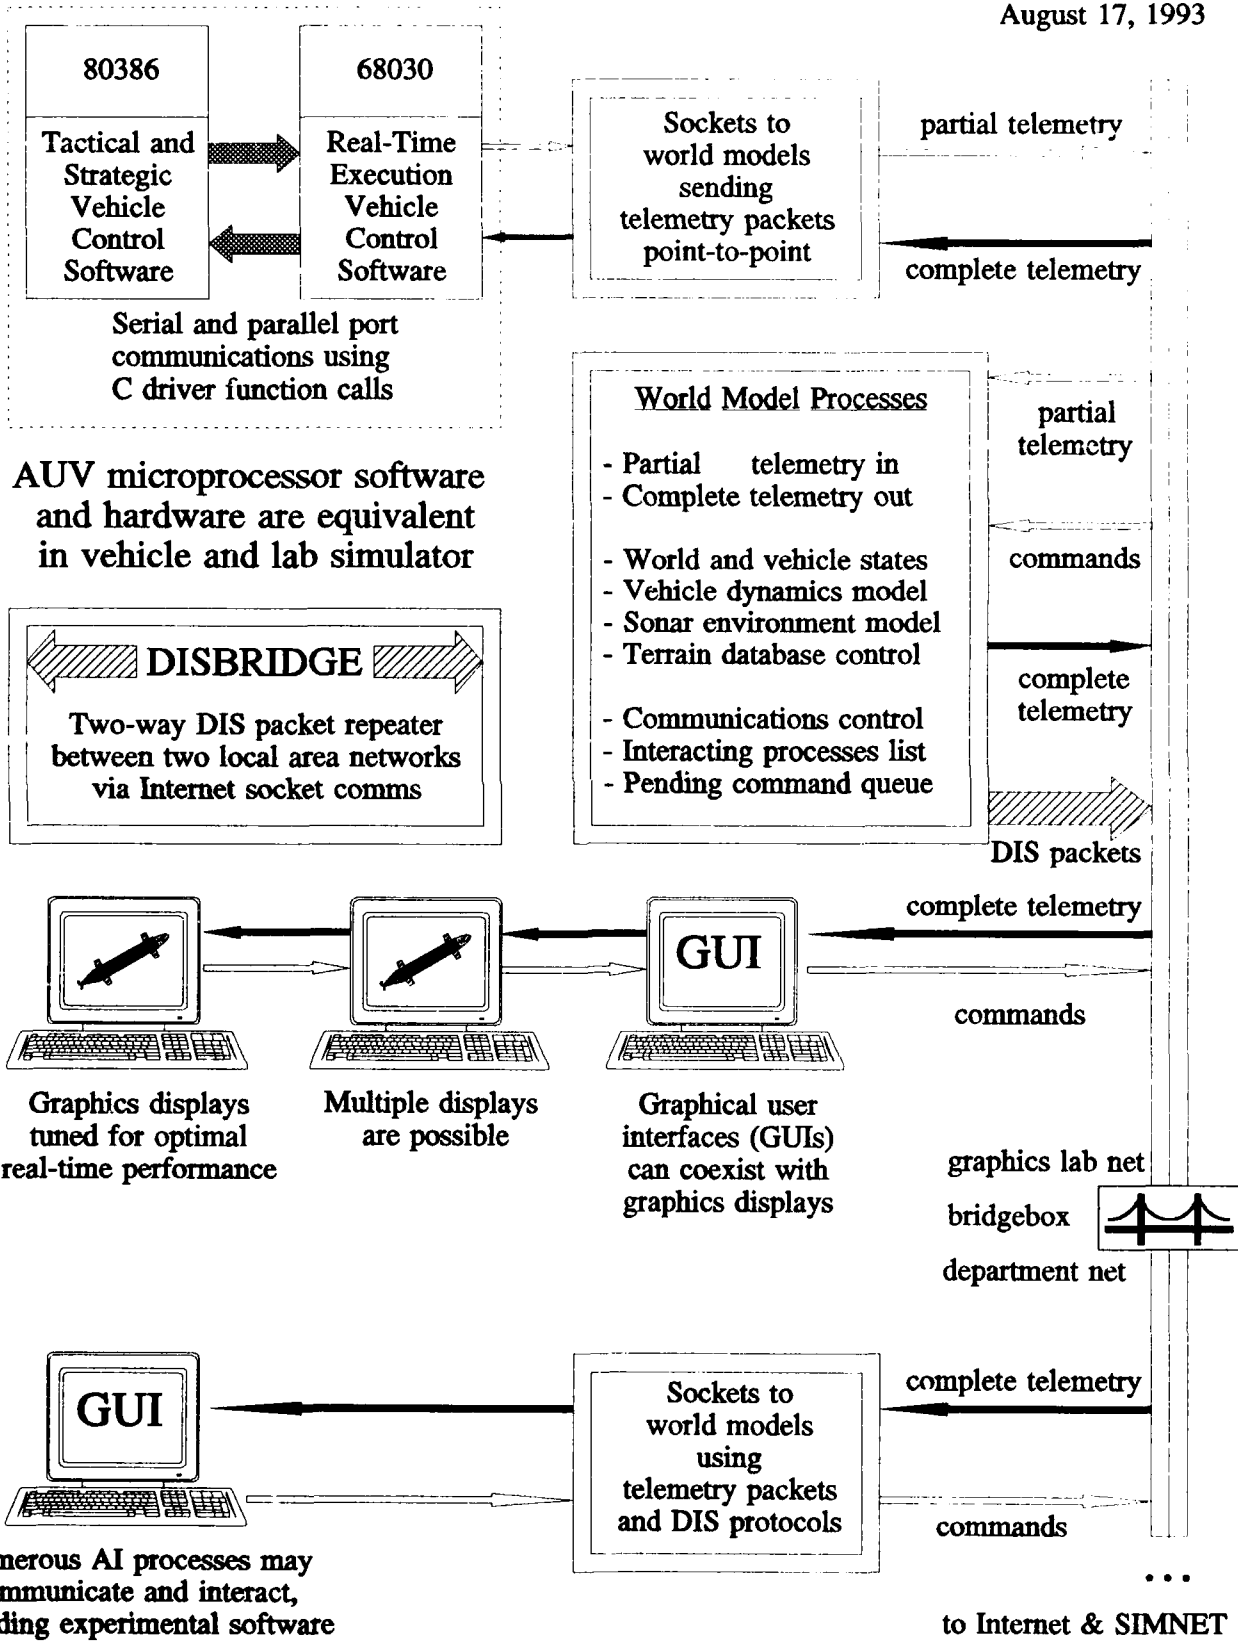 August 17, 1993
80386
68030
Tactical and
Strategic
Vehicle
Control
Software
Real-Time
Execution
Vehicle
Control
Software
Serial and parallel port
communications using
C driver function calls
Sockets to
world models
sending
telemetry packets
point-to-point
partial telemetry
complete telemetry
AUV microprocessor software
and hardware are equivalent
in vehicle and lab simulator
World Model Processes
- Partial telemetry in
- Complete telemetry out
- World and vehicle states
- Vehicle dynamics model
- Sonar environment model
- Terrain database control
- Communications control
- Interacting processes list
- Pending command queue
partial
telemetry
commands
complete
telemetry
DIS packets
DISBRIDGE
Two-way DIS packet repeater
between two local area networks
via Internet socket comms
GUI
complete telemetry
commands
Graphics displays
tuned for optimal
real-time performance
Multiple displays
are possible
Graphical user
interfaces (GUIs)
can coexist with
graphics displays
graphics lab net
bridgebox
department net
GUI
Sockets to
world models
using
telemetry packets
and DIS protocols
complete telemetry
commands
nerous AI processes may
mmunicate and interact,
ding experimental software
...
to Internet & SIMNET